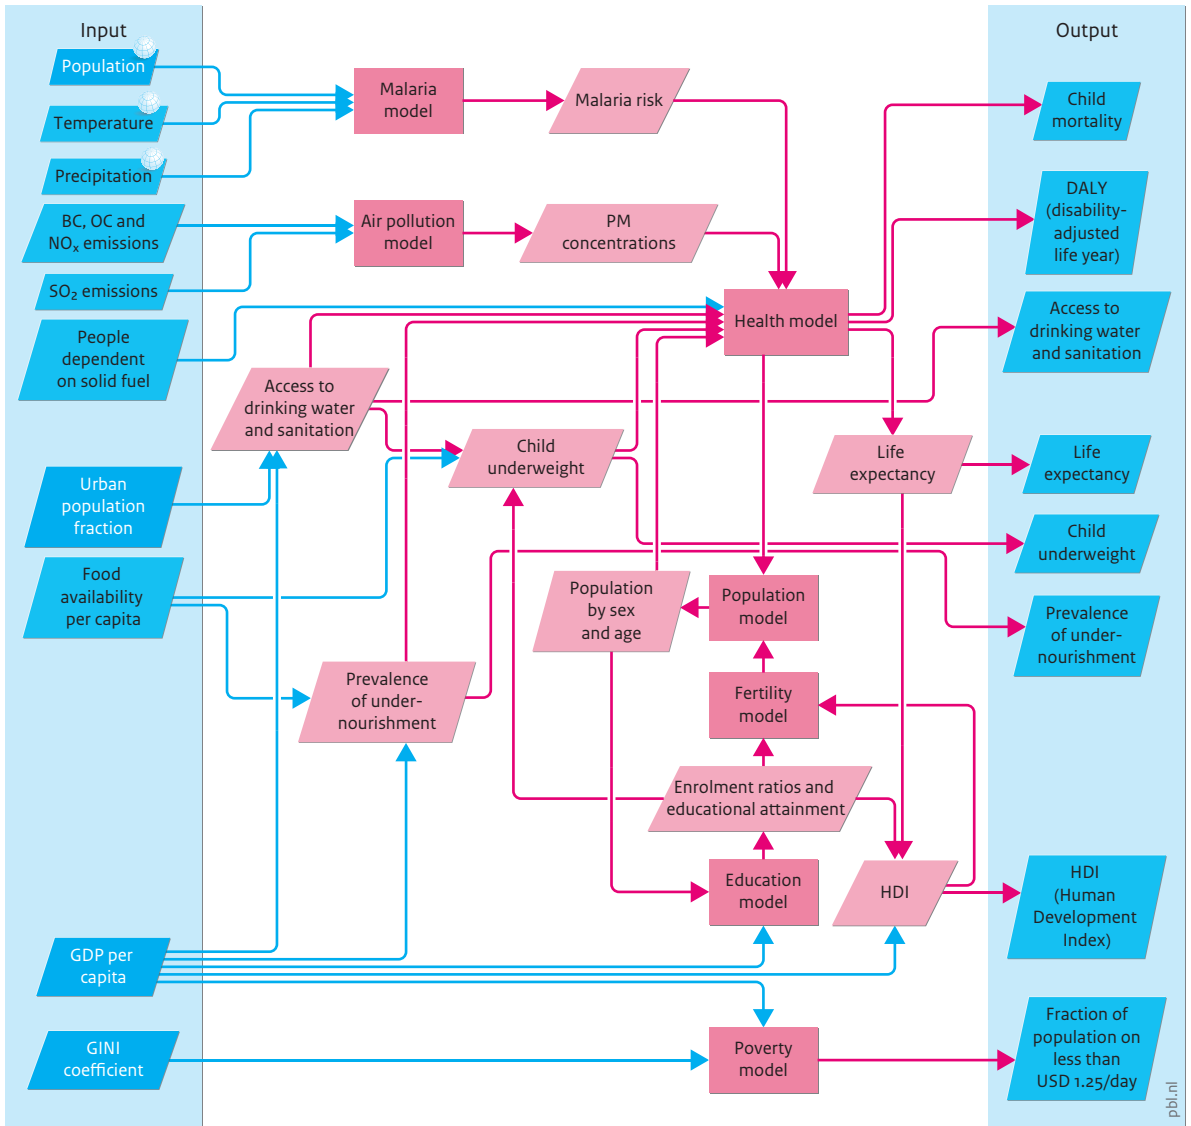 Input
Output
Population
Temperature
Precipitation
BC, OC and
NOx emissions
SO2 emissions
People
dependent
on solid fuel
Urban
population
fraction
Food
availability
per capita
GDP per
capita
GINI
coefficient
Malaria
model
Malaria risk
Air pollution
model
PM
concentrations
Health model
Access to
drinking water
and sanitation
Child
underweight
Life
expectancy
Population
by sex
and age
Population
model
Prevalence
of under-
nourishment
Fertility
model
Enrolment ratios and
educational attainment
Education
model
HDI
Poverty
model
Child
mortality
DALY
(disability-
adjusted
life year)
Access to
drinking water
and sanitation
Life
expectancy
Child
underweight
Prevalence
of under-
nourishment
HDI
(Human
Development
Index)
Fraction of
population on
less than
USD 1.25/day
pbl.nl